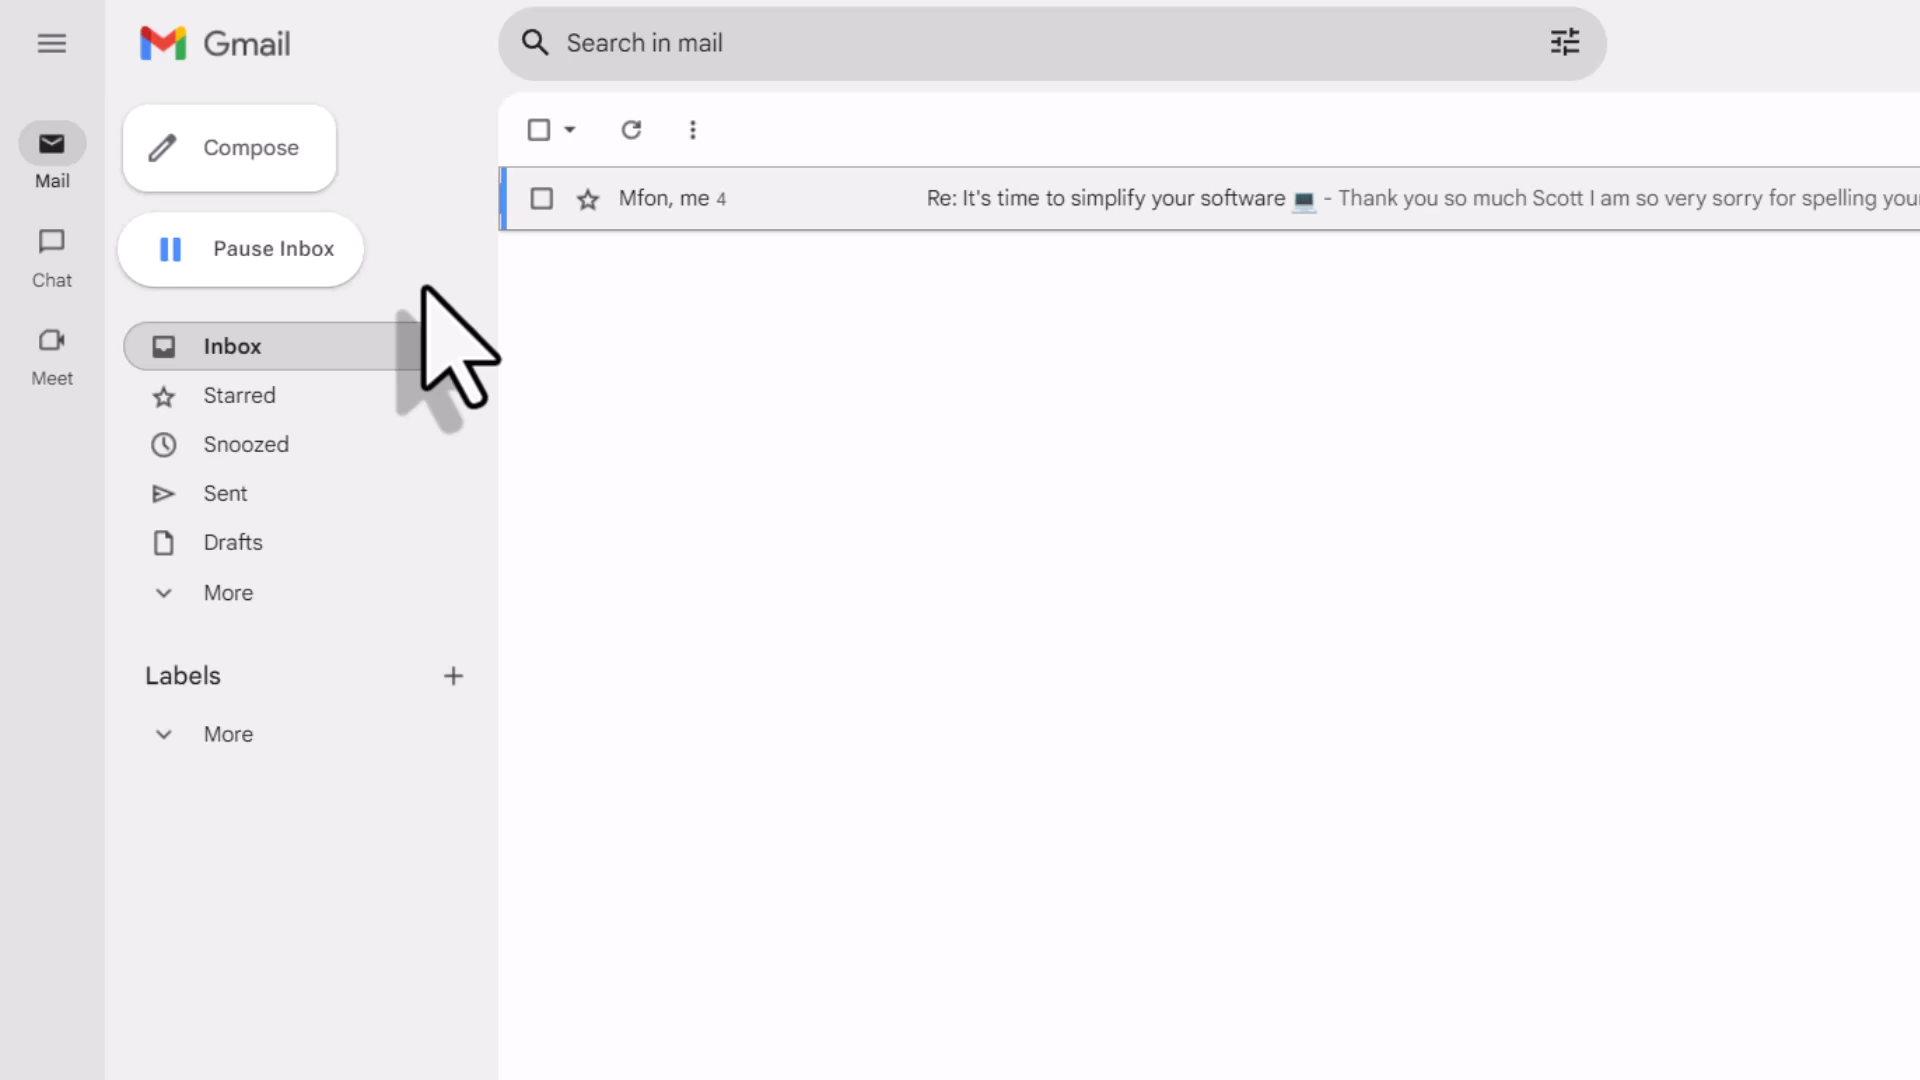 Gmail
Search in mail
Compose
Mail
Mfon, me 4
Re: It's time to simplify your software 💻 - Thank you so much Scott I am so very sorry for spelling
Pause Inbox
Chat
Inbox
Meet
Starred
Snoozed
Sent
Drafts
More
Labels
More